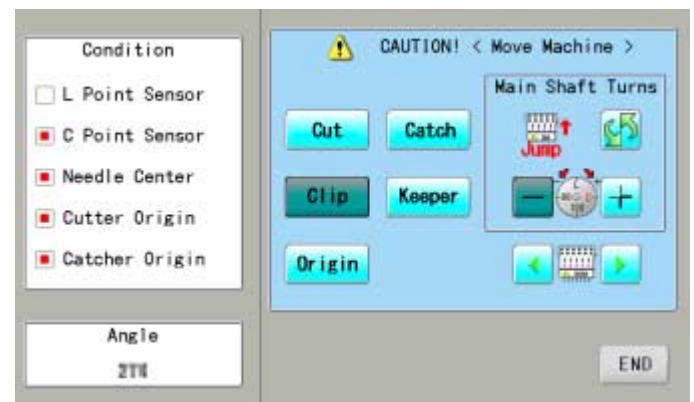 Condition
L Point Sensor
C Point Sensor
Needle Center
Cutter Origin
Catcher Origin
Angle
CAUTION! < Move Machine >
Main Shaft Turns
Cut
Catch
Jump
Clip
Keeper
Origin
END